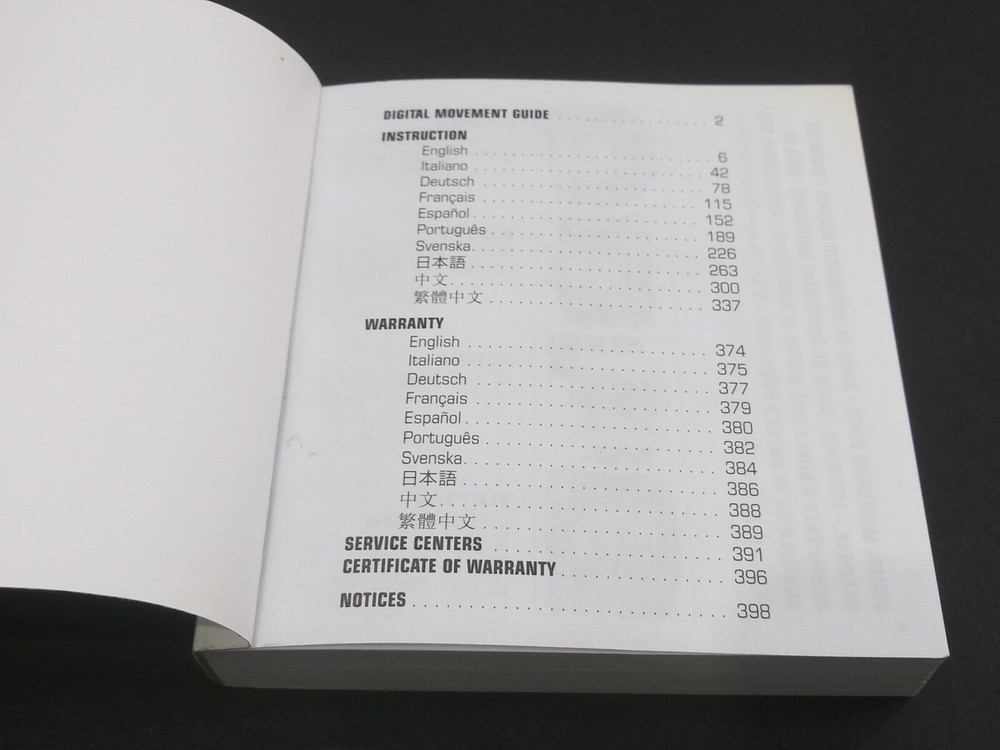 DIGITAL MOVEMENT GUIDE . . . . . . . . . . . . . . . . 2
INSTRUCTION
English . . . . . . . . . . . . . . . . . . . . . . . . 6
Italiano . . . . . . . . . . . . . . . . . . . . . . . . 42
Deutsch . . . . . . . . . . . . . . . . . . . . . . . . 78
Français . . . . . . . . . . . . . . . . . . . . . . . . 115
Español . . . . . . . . . . . . . . . . . . . . . . . . 152
Português . . . . . . . . . . . . . . . . . . . . . . . 189
Svenska. . . . . . . . . . . . . . . . . . . . . . . . 226
日本語 . . . . . . . . . . . . . . . . . . . . . . . . 263
中文. . . . . . . . . . . . . . . . . . . . . . . . . . 300
繁體中文 . . . . . . . . . . . . . . . . . . . . . . . 337
WARRANTY
English . . . . . . . . . . . . . . . . . . . . . . . . 374
Italiano . . . . . . . . . . . . . . . . . . . . . . . . 375
Deutsch . . . . . . . . . . . . . . . . . . . . . . . . 377
Français . . . . . . . . . . . . . . . . . . . . . . . . 379
Español . . . . . . . . . . . . . . . . . . . . . . . . 380
Português . . . . . . . . . . . . . . . . . . . . . . . 382
Svenska. . . . . . . . . . . . . . . . . . . . . . . . 384
日本語 . . . . . . . . . . . . . . . . . . . . . . . . 386
中文. . . . . . . . . . . . . . . . . . . . . . . . . . 388
繁體中文 . . . . . . . . . . . . . . . . . . . . . . . 389
SERVICE CENTERS . . . . . . . . . . . . . . . . . . . . 391
CERTIFICATE OF WARRANTY . . . . . . . . . . . . . . . . 396
NOTICES . . . . . . . . . . . . . . . . . . . . . . . . 398